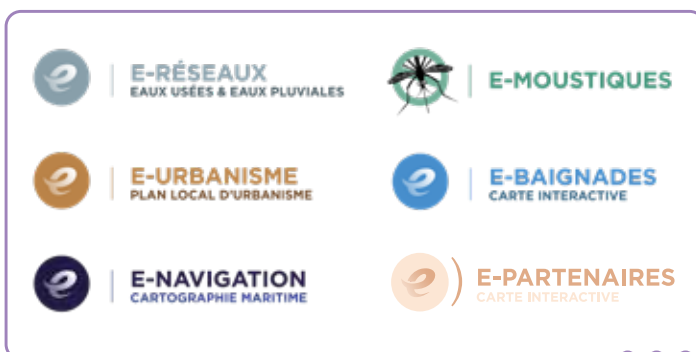 E-RÉSEAUX
EAUX USÉES & EAUX PLUVIALES
E-MOUSTIQUES
E-URBANISME
PLAN LOCAL D'URBANISME
E-BAIGNADES
CARTE INTERACTIVE
E-NAVIGATION
CARTOGRAPHIE MARITIME
E-PARTENAIRES
CARTE INTERACTIVE